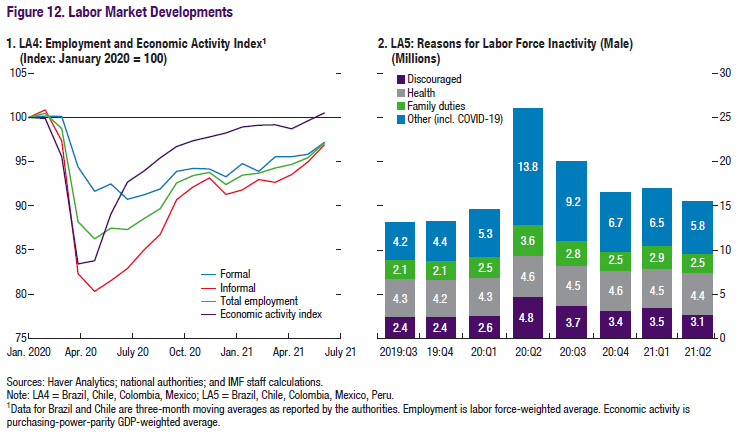 Figure 12. Labor Market Developments
1. LA4: Employment and Economic Activity Index¹
(Index: January 2020 = 100)
105
100
95
90
85
80
75
Formal
Informal
Total employment
Economic activity index
Jan. 2020 Apr. 20 July 20 Oct. 20 Jan. 21 Apr. 21 July 21
2. LA5: Reasons for Labor Force Inactivity (Male)
(Millions)
Discouraged
Health
Family duties
Other (incl. COVID-19)
30
25
20
15
10
5
0
4.2 4.4 5.3 13.8 9.2 6.7 6.5 5.8
2.1 2.1 2.5 3.6 2.8 2.5 2.9 2.5
4.3 4.2 4.3 4.6 4.5 4.6 4.5 4.4
2.4 2.4 2.6 4.8 3.7 3.4 3.5 3.1
2019:Q3 19:Q4 20:Q1 20:Q2 20:Q3 20:Q4 21:Q1 21:Q2
Sources: Haver Analytics; national authorities; and IMF staff calculations.
Note: LA4 = Brazil, Chile, Colombia, Mexico; LA5 = Brazil, Chile, Colombia, Mexico, Peru.
¹Data for Brazil and Chile are three-month moving averages as reported by the authorities. Employment is labor force-weighted average. Economic activity is
purchasing-power-parity GDP-weighted average.